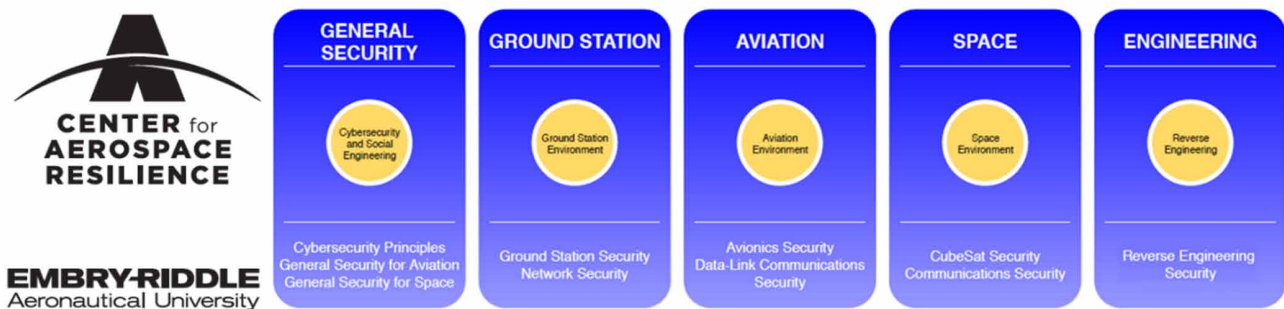 CENTER for
AEROSPACE
RESILIENCE
EMBRY-RIDDLE
Aeronautical University
GENERAL
SECURITY
Cybersecurity
and Social
Engineering
Cybersecurity Principles
General Security for Aviation
General Security for Space
GROUND STATION
Ground Station
Environment
Ground Station Security
Network Security
AVIATION
Aviation
Environment
Avionics Security
Data-Link Communications
Security
SPACE
Space
Environment
CubeSat Security
Communications Security
ENGINEERING
Reverse
Engineering
Reverse Engineering
Security